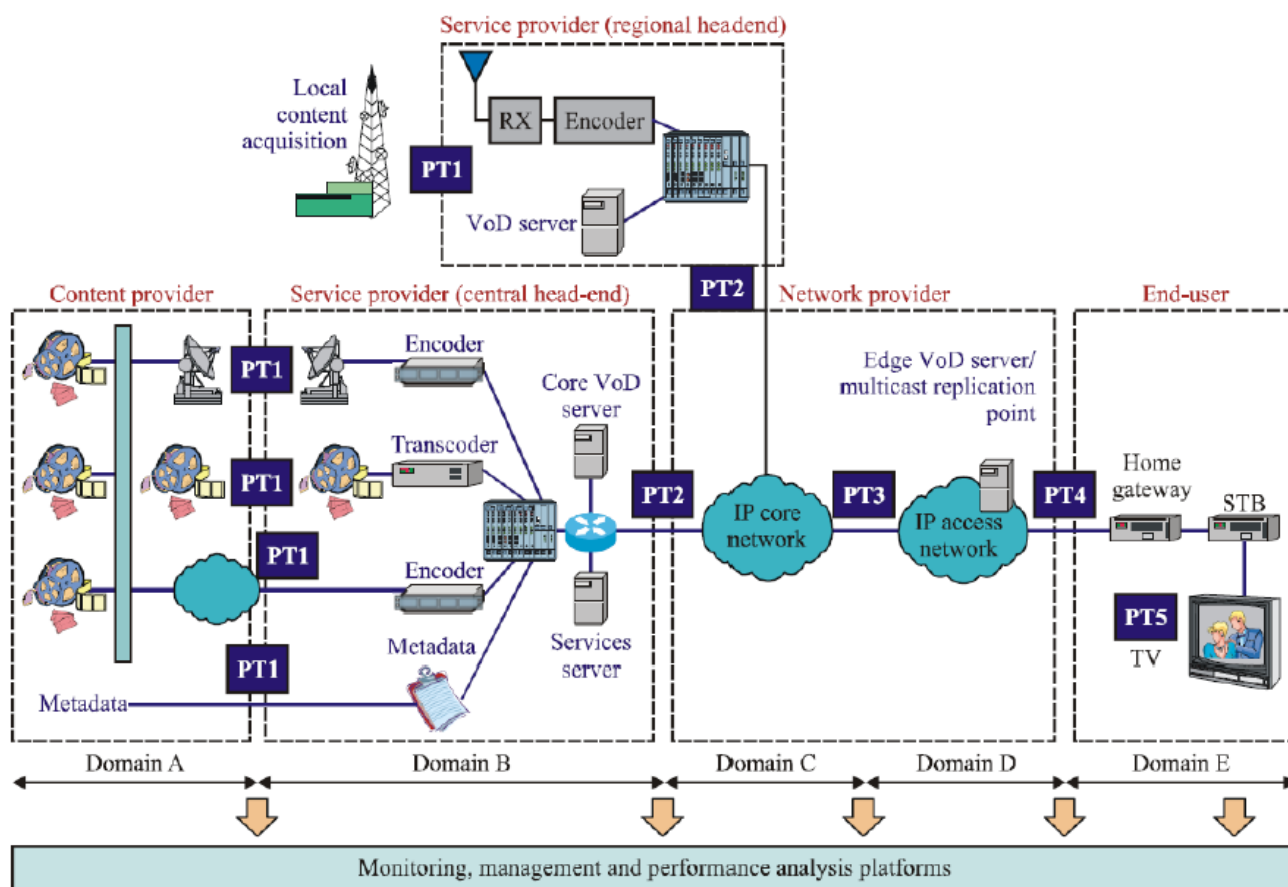 Service provider (regional headend)
Local
content
acquisition
RX
Encoder
PT1
VoD server
PT2
Content provider
Service provider (central head-end)
Network provider
End-user
Encoder
PT1
Core VoD
server
Edge VoD server/
multicast replication
point
Transcoder
PT1
PT2
IP core
network
PT3
IP access
network
PT4
Home
gateway
STB
PT1
Encoder
Services
server
PT5
TV
PT1
Metadata
Metadata
Domain A
Domain B
Domain C
Domain D
Domain E
Monitoring, management and performance analysis platforms